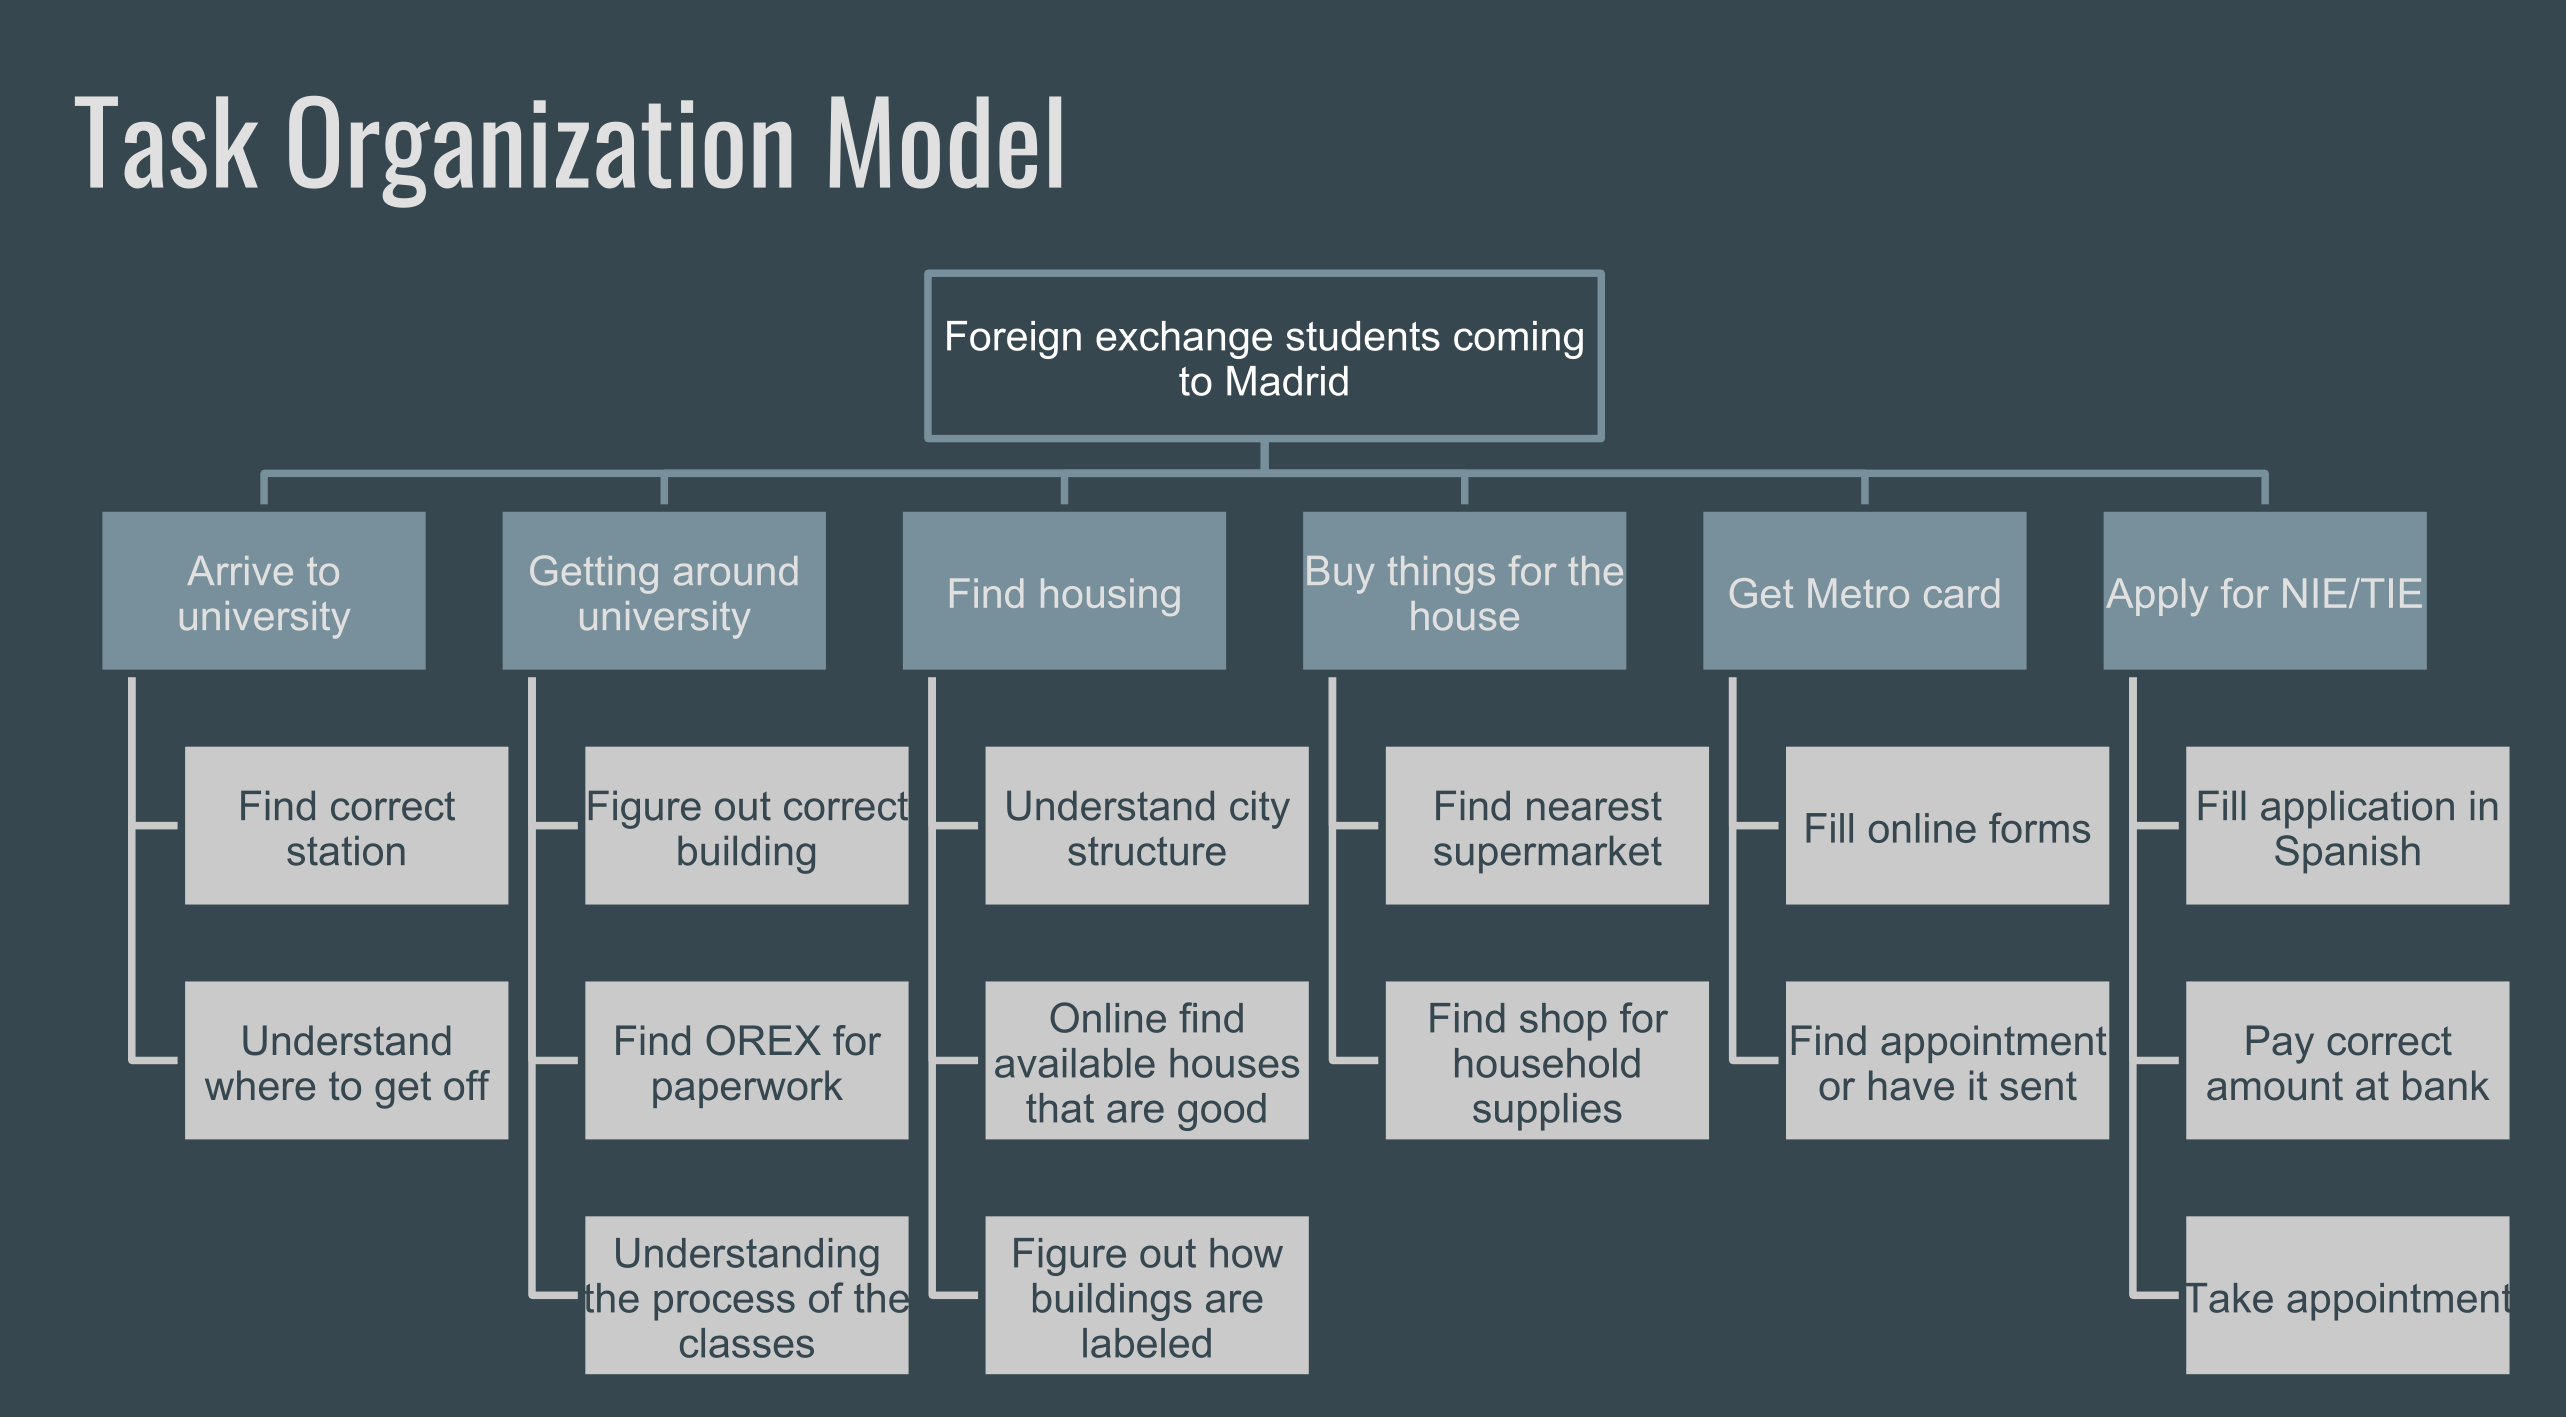 Task Organization Model
Foreign exchange students coming
to Madrid
Arrive to
university
Find correct
station
Understand
where to get off
Getting around
university
Figure out correct
building
Find OREX for
paperwork
Understanding
the process of the
classes
Find housing
Understand city
structure
Online find
available houses
that are good
Figure out how
buildings are
labeled
Buy things for the
house
Find nearest
supermarket
Find shop for
household
supplies
Get Metro card
Fill online forms
Find appointment
or have it sent
Apply for NIE/TIE
Fill application in
Spanish
Pay correct
amount at bank
Take appointment